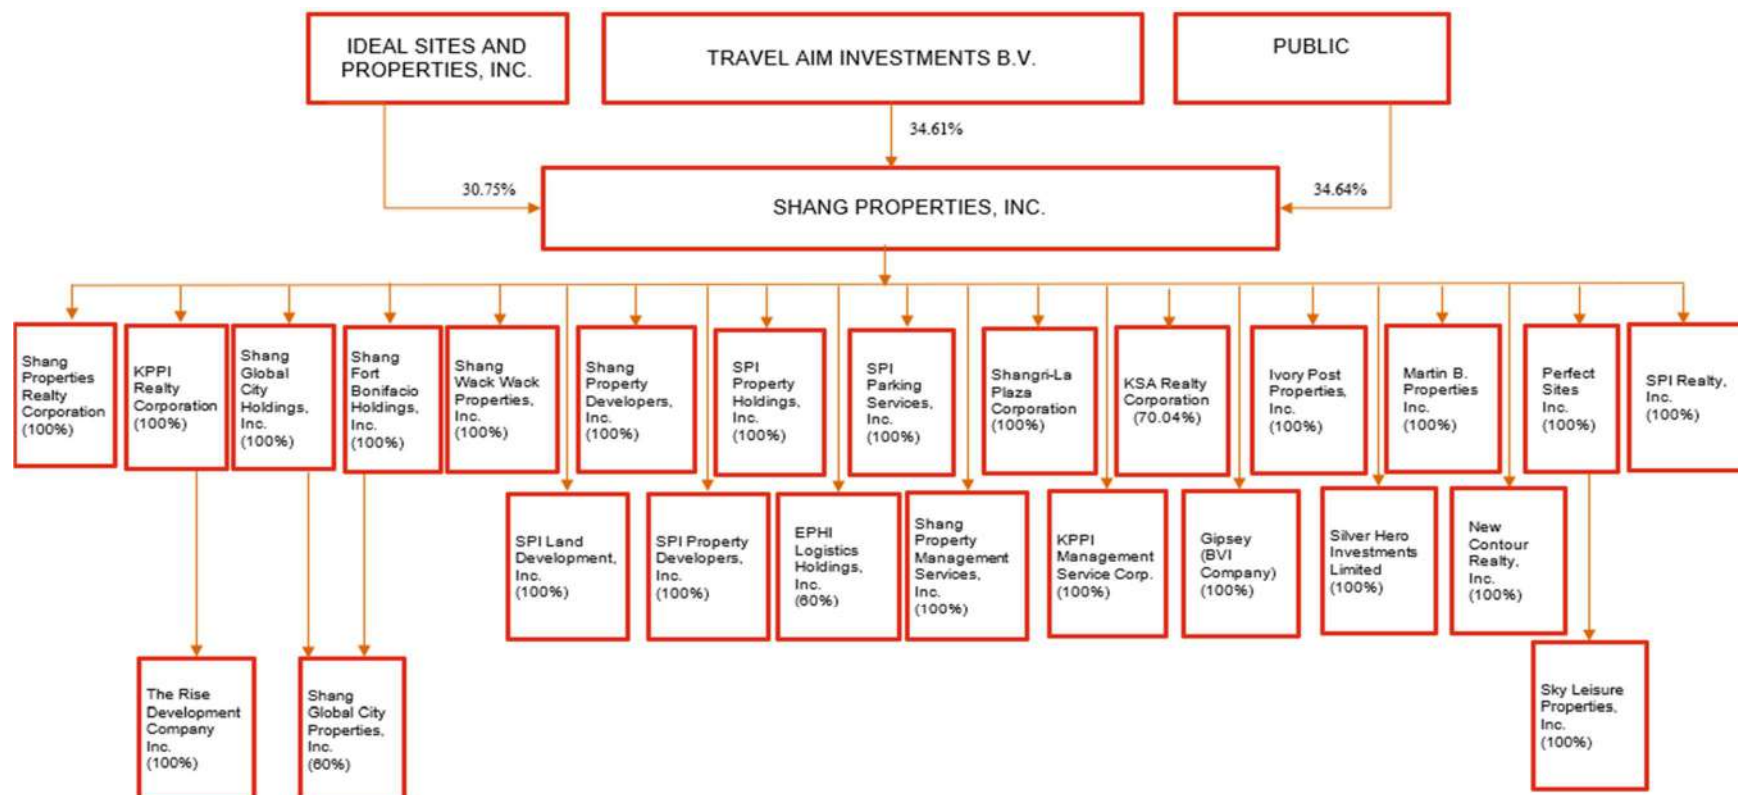 IDEAL SITES AND
PROPERTIES, INC.
TRAVEL AIM INVESTMENTS B.V.
PUBLIC
34.61%
30.75%
34.64%
SHANG PROPERTIES, INC.
Shang
Properties
Realty
Corporation
(100%)
KPPI
Realty
Corporation
(100%)
Shang
Global
City
Holdings,
Inc.
(100%)
Shang
Fort
Bonifacio
Holdings,
Inc.
(100%)
Shang
Wack Wack
Properties,
Inc.
(100%)
Shang
Property
Developers,
Inc.
(100%)
SPI
Property
Holdings,
Inc.
(100%)
SPI
Parking
Services,
Inc.
(100%)
Shangri-La
Plaza
Corporation
(100%)
KSA Realty
Corporation
(70.04%)
Ivory Post
Properties,
Inc.
(100%)
Martin B.
Properties
Inc.
(100%)
Perfect
Sites
Inc.
(100%)
SPI Realty,
Inc.
(100%)
SPI Land
Development,
Inc.
(100%)
SPI Property
Developers,
Inc.
(100%)
EPHI
Logistics
Holdings,
Inc.
(60%)
Shang
Property
Management
Services,
Inc.
(100%)
KPPI
Management
Service Corp.
(100%)
Gipsey
(BVI
Company)
(100%)
Silver Hero
Investments
Limited
(100%)
New
Contour
Realty,
Inc.
(100%)
The Rise
Development
Company
Inc.
(100%)
Shang
Global City
Properties,
Inc.
(60%)
Sky Leisure
Properties,
Inc.
(100%)